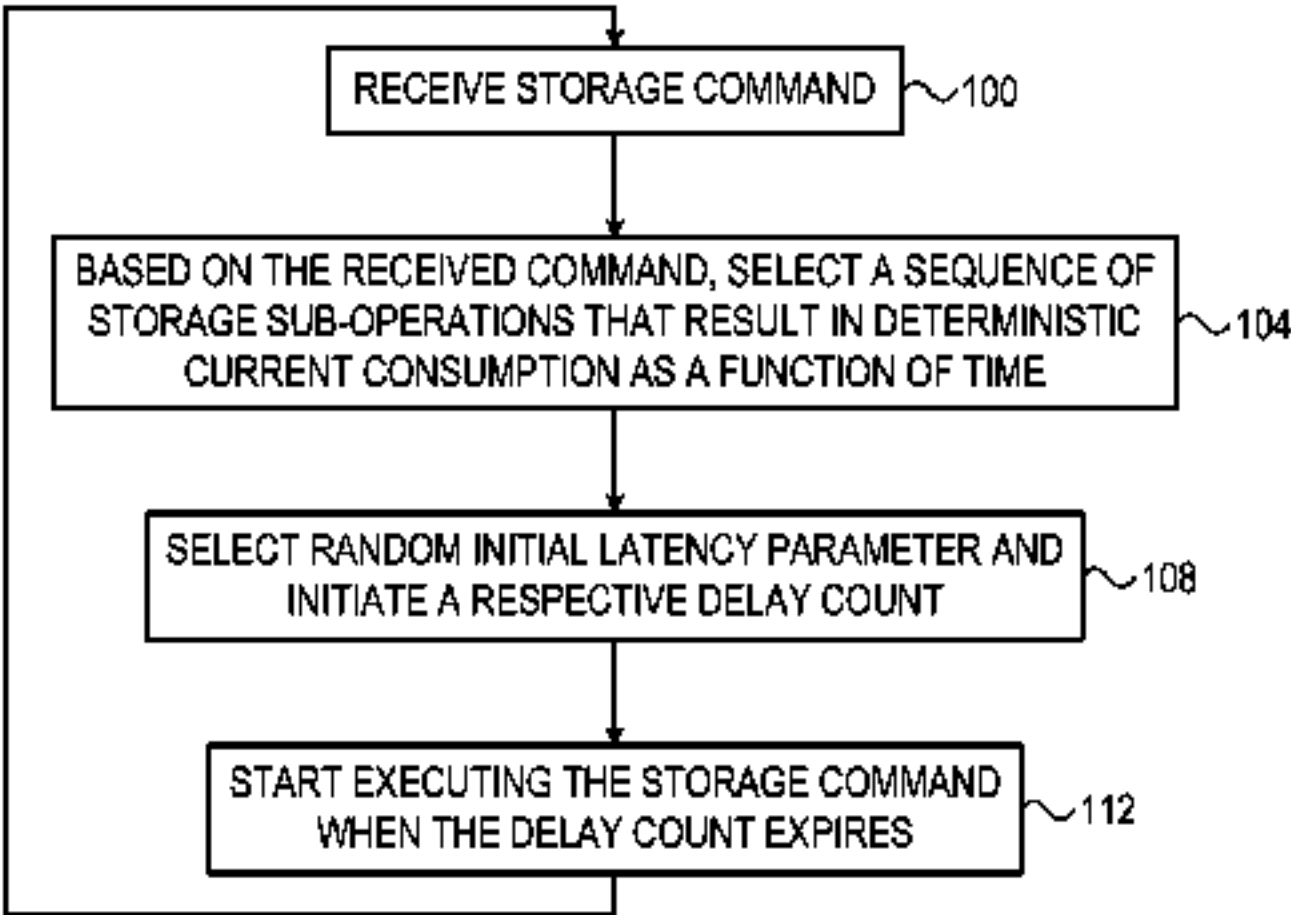 RECEIVE STORAGE COMMAND
100
BASED ON THE RECEIVED COMMAND, SELECT A SEQUENCE OF
STORAGE SUB-OPERATIONS THAT RESULT IN DETERMINISTIC
CURRENT CONSUMPTION AS A FUNCTION OF TIME
104
SELECT RANDOM INITIAL LATENCY PARAMETER AND
INITIATE A RESPECTIVE DELAY COUNT
108
START EXECUTING THE STORAGE COMMAND
WHEN THE DELAY COUNT EXPIRES
112